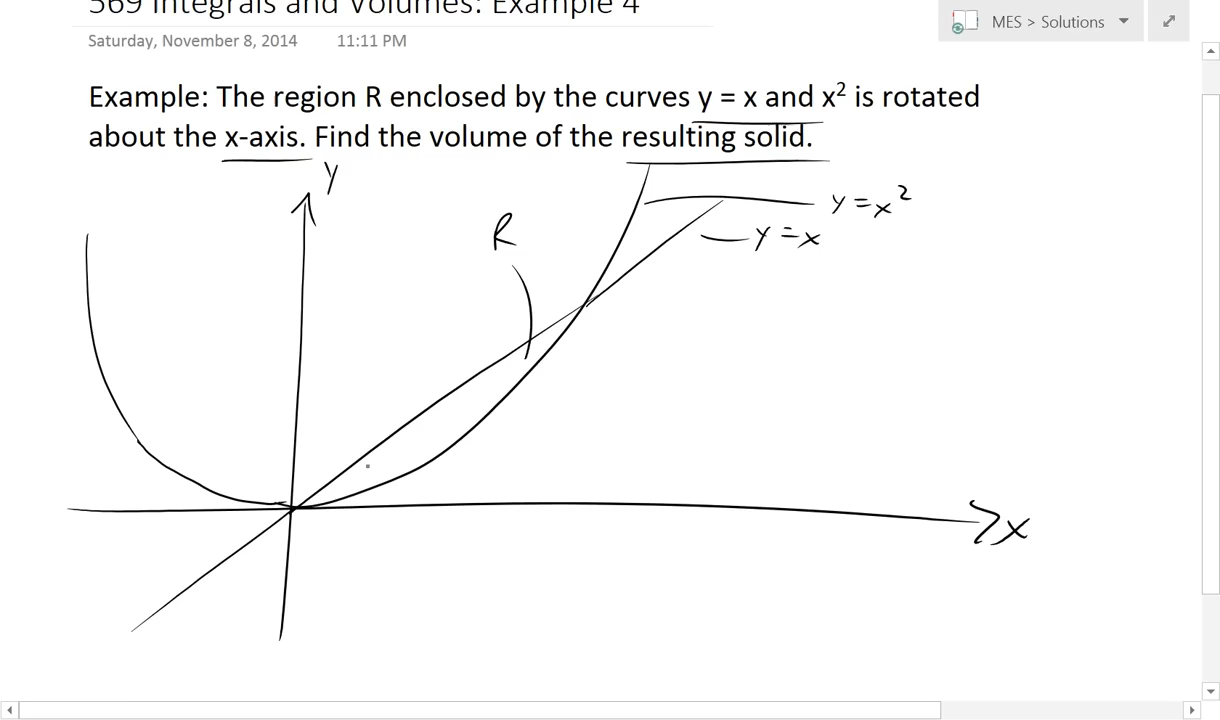 569 Integrals and Volumes: Example 4
Saturday, November 8, 2014 11:11 PM
MES > Solutions
Example: The region R enclosed by the curves y = x and x² is rotated
about the x-axis. Find the volume of the resulting solid.
y
y = x²
R
y = x
x